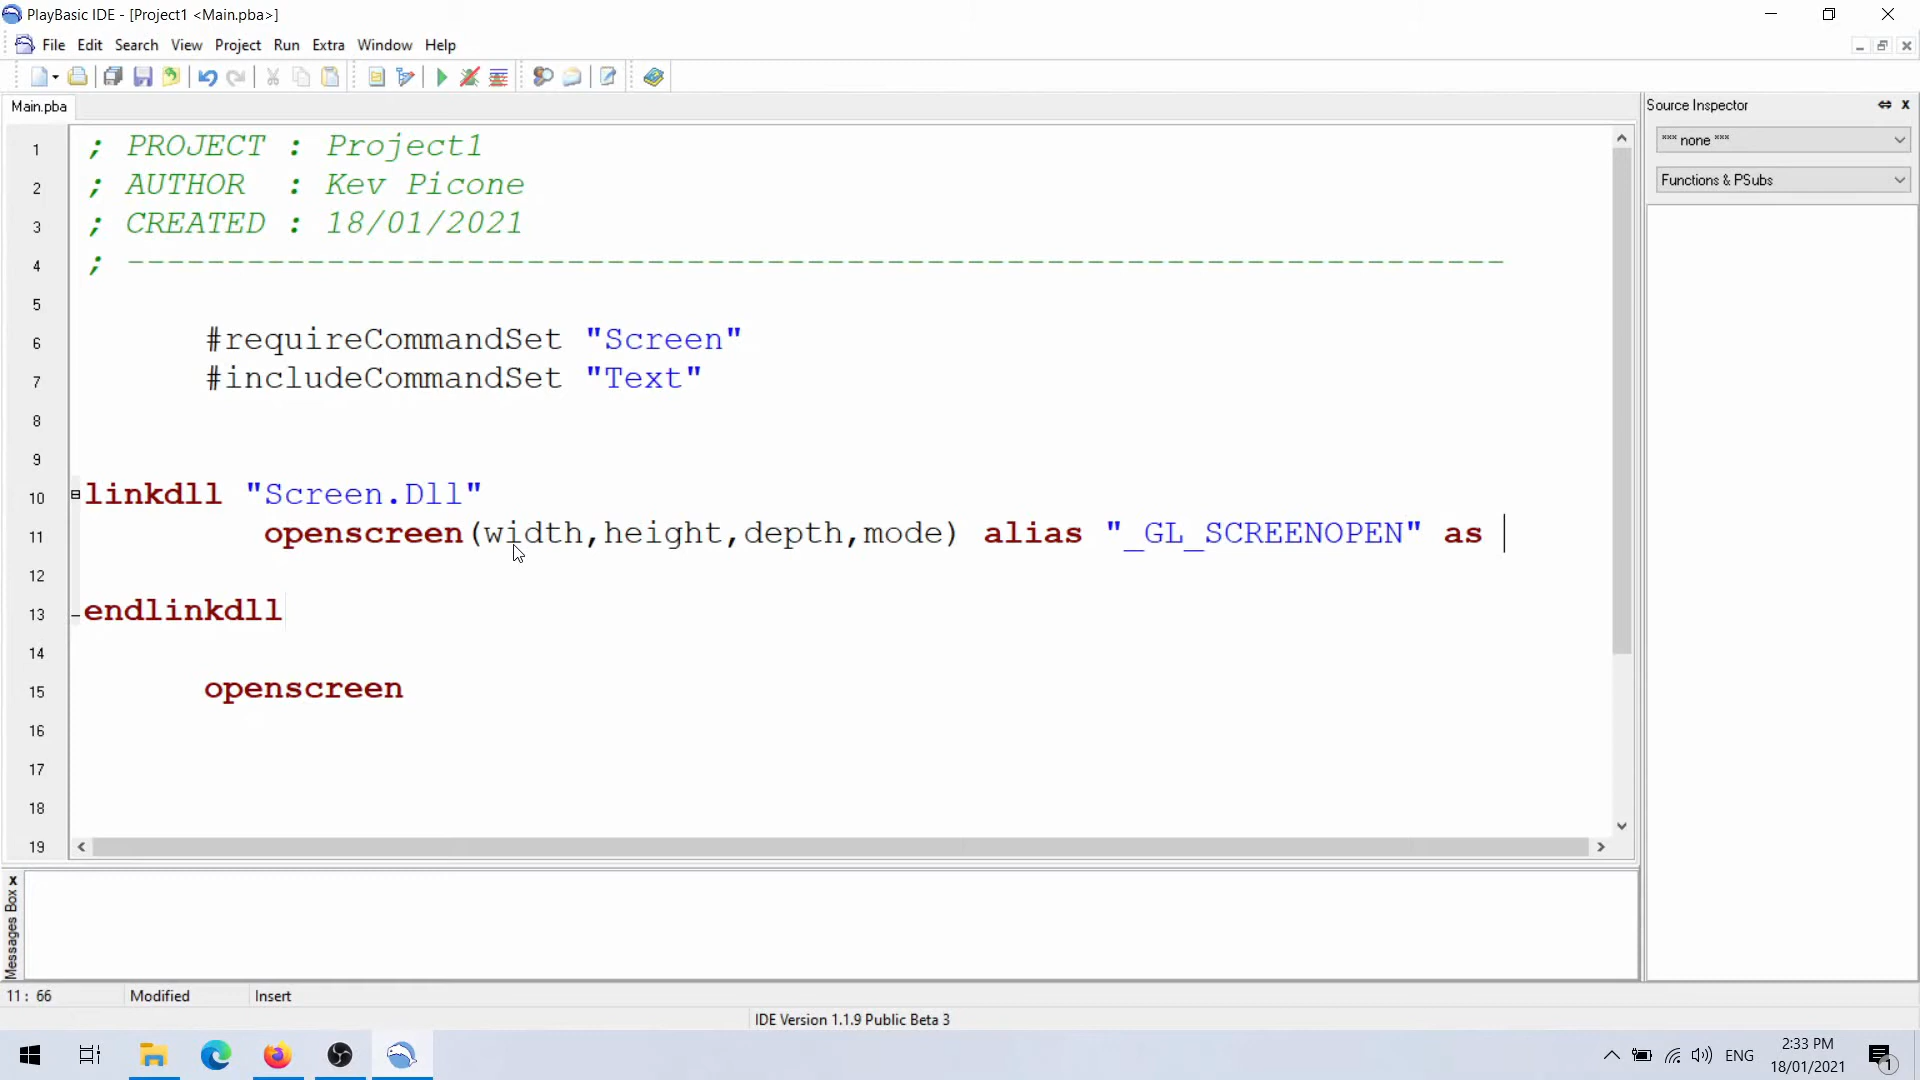 PlayBasic IDE - [Project1 <Main.pba>]
File Edit Search View Project Run Extra Window Help
Main.pba
Source Inspector
*** none ***
Functions & PSubs
1 ; PROJECT : Project1
2 ; AUTHOR  : Kev Picone
3 ; CREATED : 18/01/2021
4 ; ---------------------------------------------------------------------
5
6 #requireCommandSet "Screen"
7 #includeCommandSet "Text"
8
9
10 linkdll "Screen.Dll"
11 openscreen(width,height,depth,mode) alias "_GL_SCREENOPEN" as
12
13 endlinkdll
14
15 openscreen
16
17
18
19
Messages Box
11: 66 Modified Insert
IDE Version 1.1.9 Public Beta 3
ENG
2:33 PM
18/01/2021
1